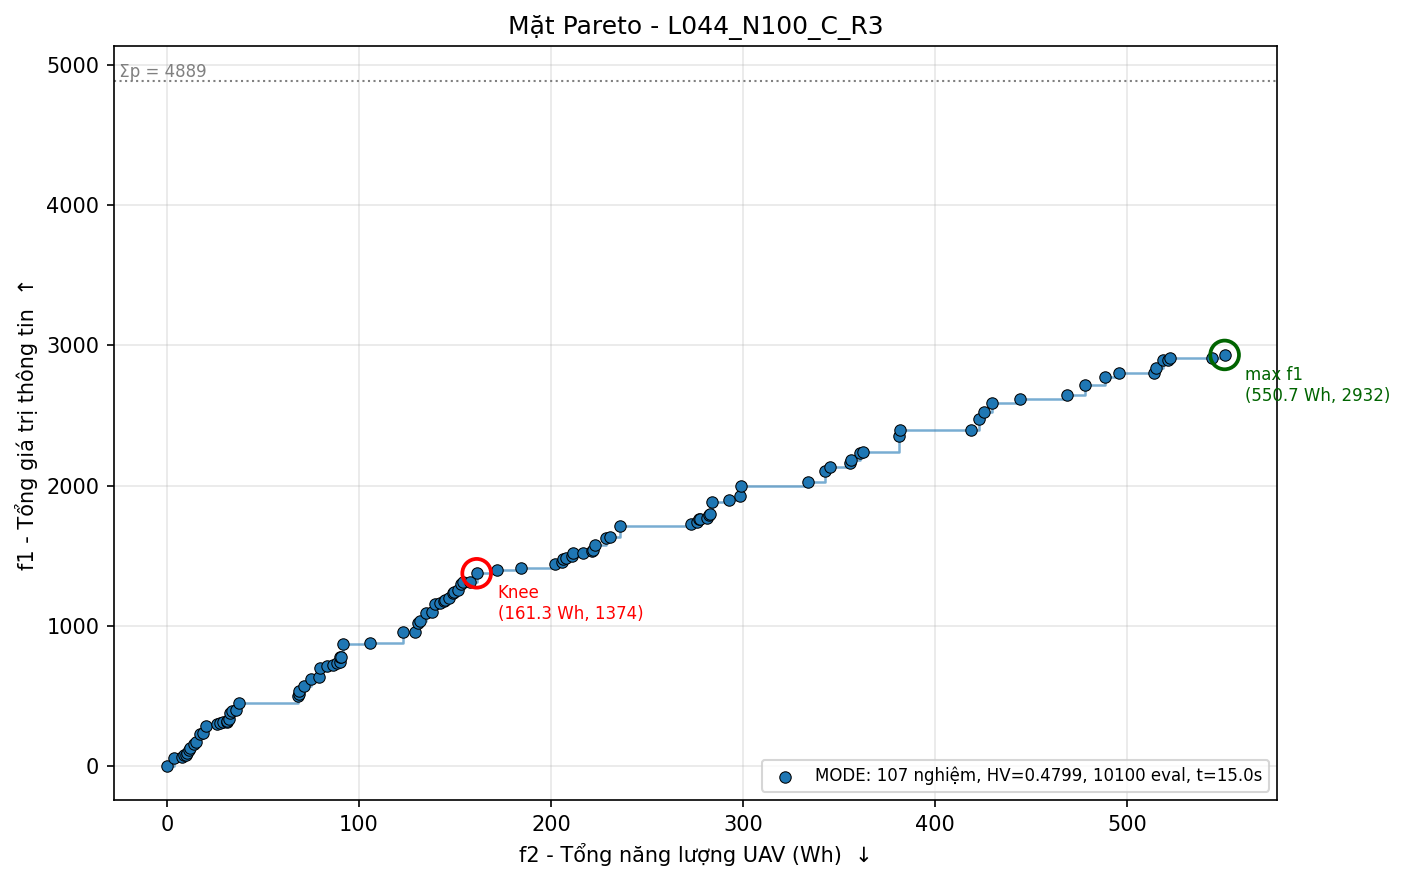 Mặt Pareto - L044_N100_C_R3
Σp = 4889
5000
4000
3000
2000
1000
0
f1 - Tổng giá trị thông tin ↑
max f1
(550.7 Wh, 2932)
Knee
(161.3 Wh, 1374)
MODE: 107 nghiệm, HV=0.4799, 10100 eval, t=15.0s
0
100
200
300
400
500
f2 - Tổng năng lượng UAV (Wh) ↓